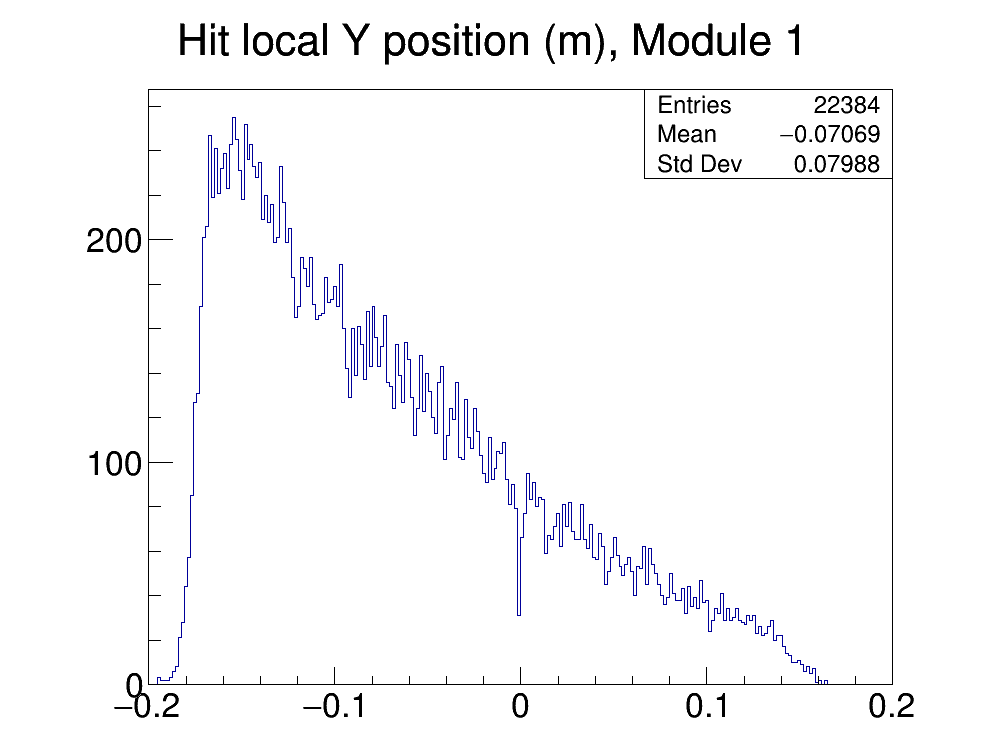 Hit local Y position (m), Module 1
Entries 22384
Mean −0.07069
Std Dev 0.07988
200
100
0
−0.2 −0.1 0 0.1 0.2